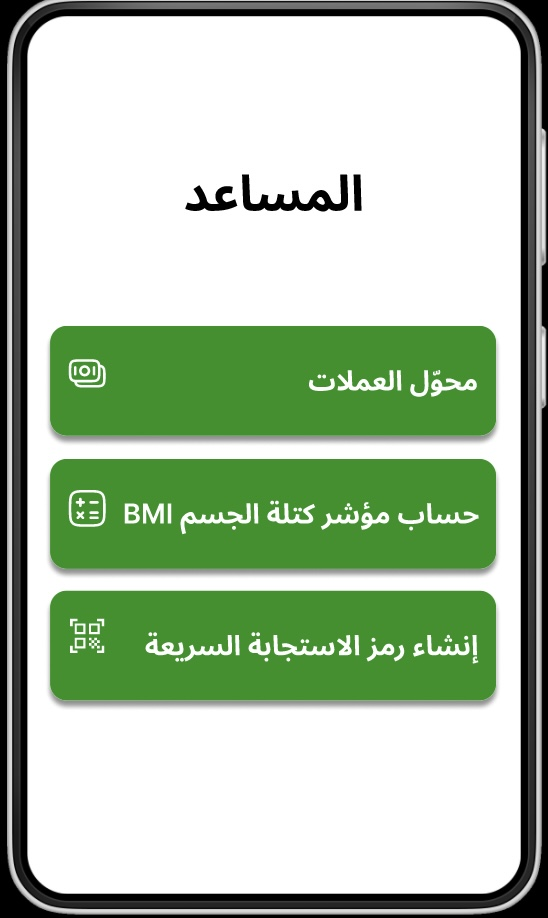 المساعد
محوّل العملات
حساب مؤشر كتلة الجسم BMI
إنشاء رمز الاستجابة السريعة